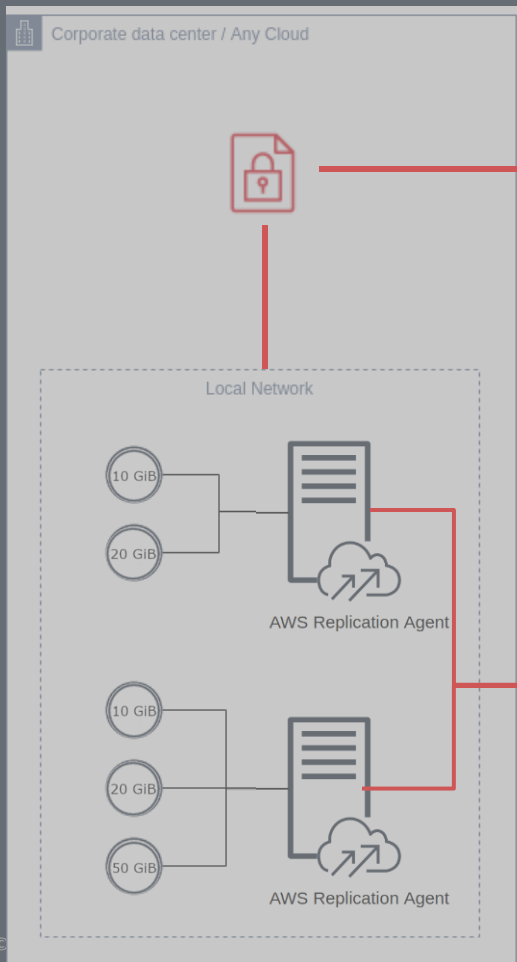 Corporate data center / Any Cloud
Local Network
10 GiB
20 GiB
AWS Replication Agent
10 GiB
20 GiB
50 GiB
AWS Replication Agent
©